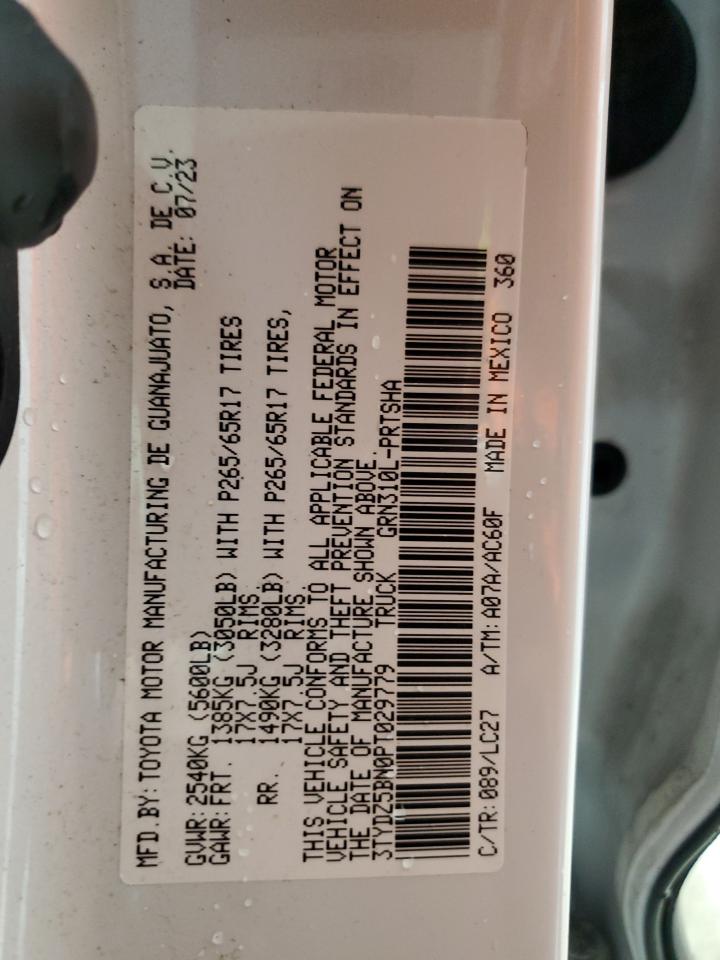 MFD.BY:TOYOTA MOTOR MANUFACTURING DE GUANAJUATO, S.A. DE C.V.
DATE: 07/23
GVWR:2540KG (5600LB)
GAWR:FRT. 1385KG (3050LB) WITH P265/65R17 TIRES
17X7.5J RIMS.
RR. 1490KG (3280LB) WITH P265/65R17 TIRES,
17X7.5J RIMS.
THIS VEHICLE CONFORMS TO ALL APPLICABLE FEDERAL MOTOR
VEHICLE SAFETY AND THEFT PREVENTION STANDARDS IN EFFECT ON
THE DATE OF MANUFACTURE SHOWN ABOVE.
3TYDZ5BN0PT029779 TRUCK GRN310L-PRTSHA
C/TR:089/LC27 A/TM:A07A/AC60F MADE IN MEXICO 360